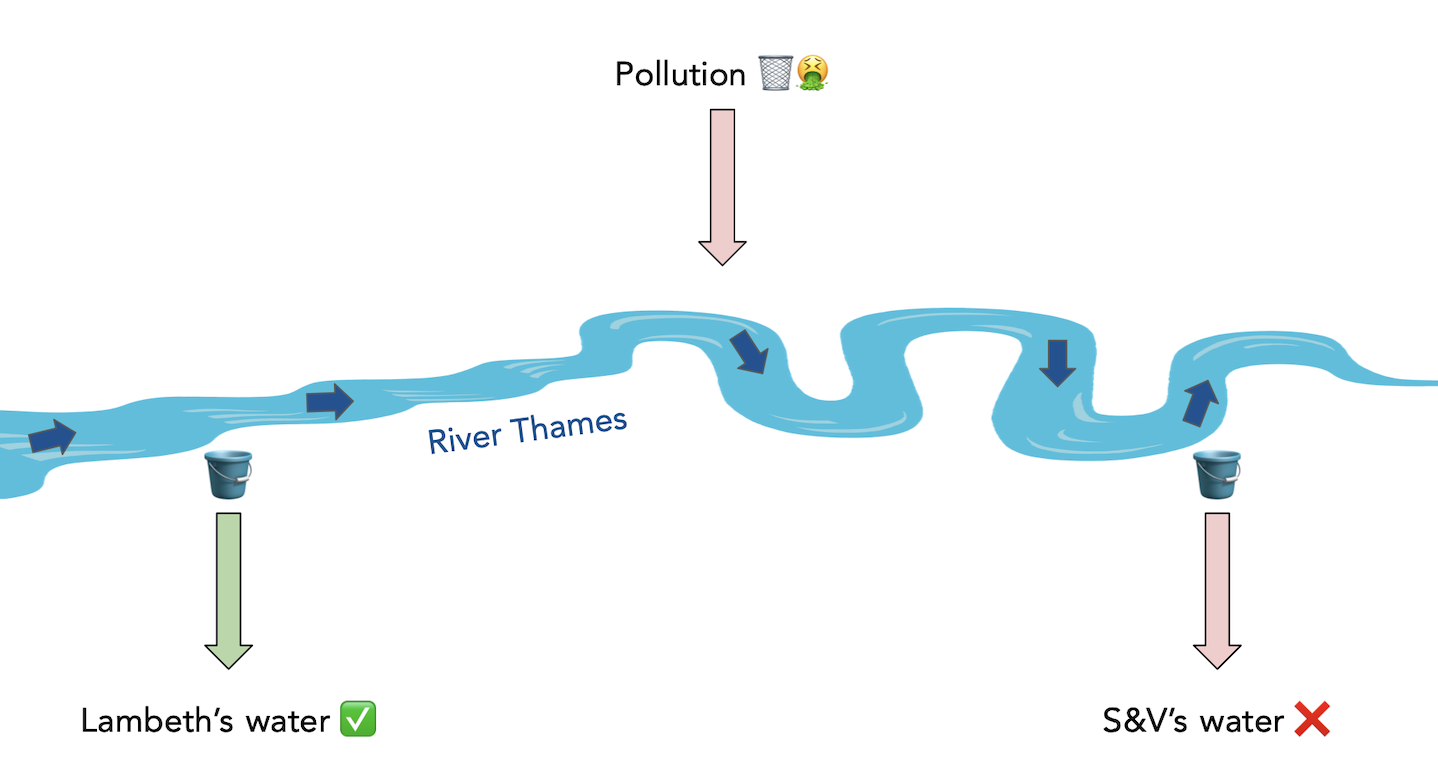 Pollution 🗑️🤮
River Thames
Lambeth’s water ✅
S&V’s water ❌